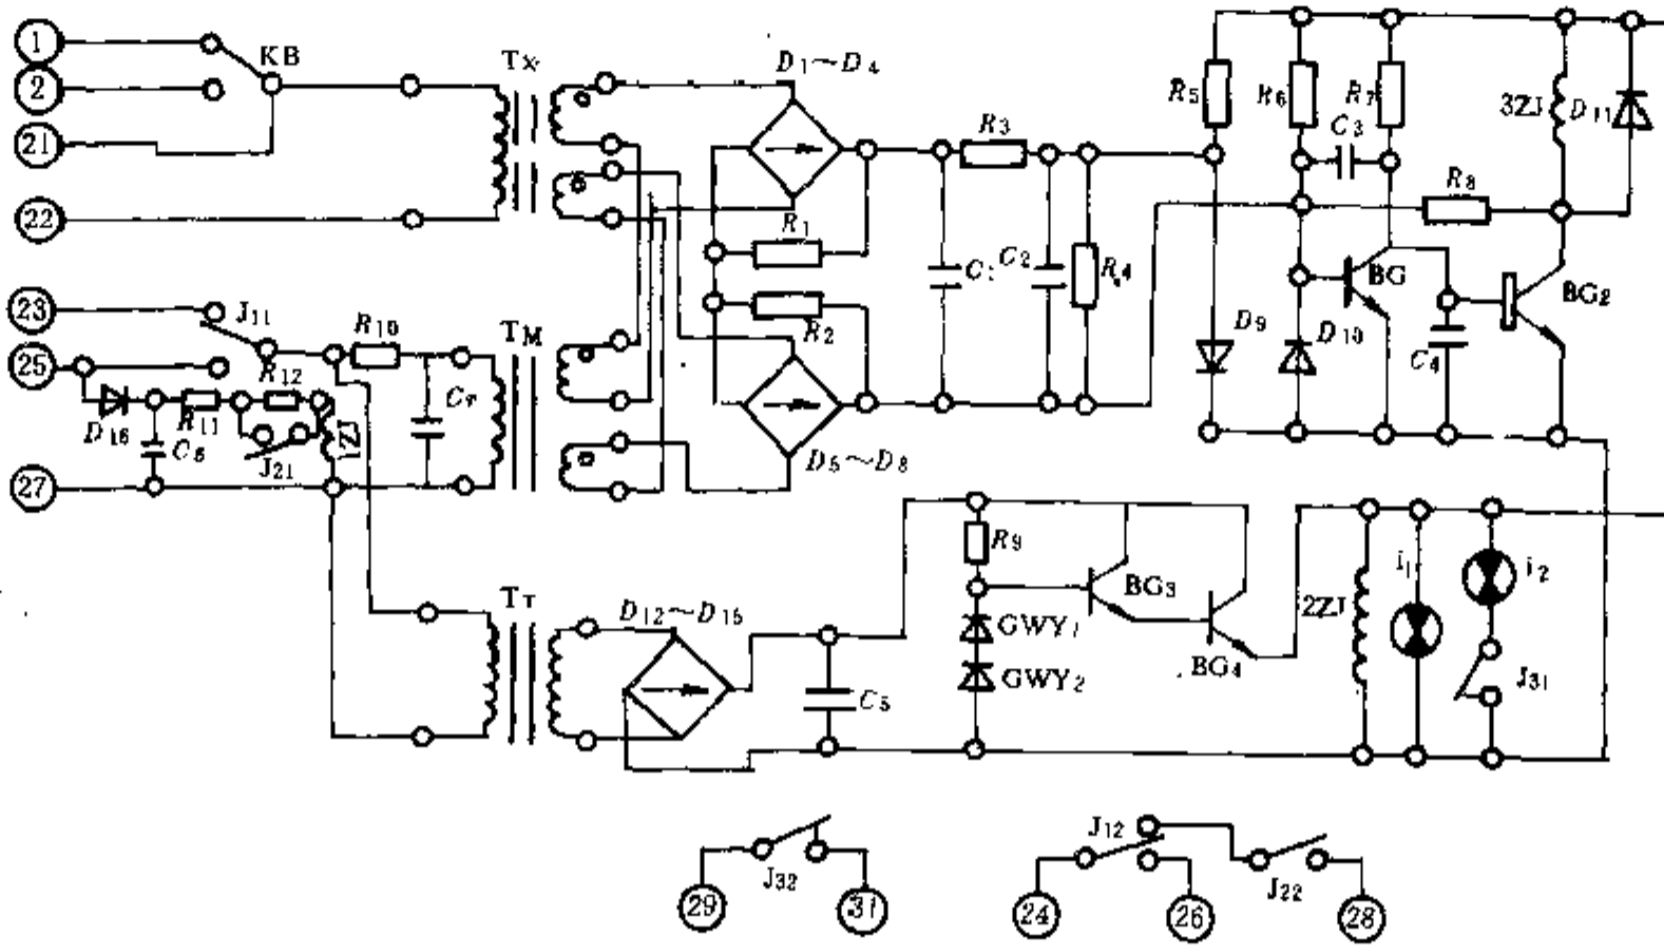 1
2
21
22
KB
Tx
D1~D4
R1
R2
R3
C1
C2
R4
R5
R6
R7
C3
3ZJ
D11
R8
BG
BG2
D9
D10
C4
23
25
27
J11
R10
R12
D16
R11
C6
J21
1ZJ
C7
TM
D5~D8
TT
D12~D15
C5
R9
GWY1
GWY2
BG3
BG4
2ZJ
i1
i2
J31
J32
29
31
J12
J22
24
26
28